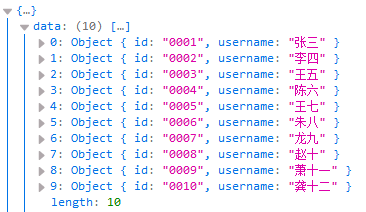 {…}
data: (10) […]
0: Object { id: "0001", username: "张三" }
1: Object { id: "0002", username: "李四" }
2: Object { id: "0003", username: "王五" }
3: Object { id: "0004", username: "陈六" }
4: Object { id: "0005", username: "王七" }
5: Object { id: "0006", username: "朱八" }
6: Object { id: "0007", username: "龙九" }
7: Object { id: "0008", username: "赵十" }
8: Object { id: "0009", username: "萧十一" }
9: Object { id: "0010", username: "龚十二" }
length: 10